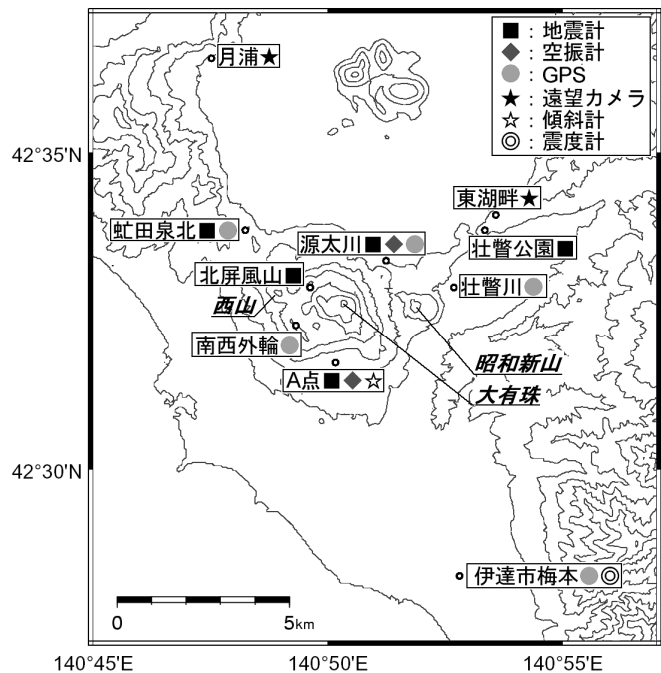 ■：地震計
◆：空振計
●：GPS
★：遠望カメラ
☆：傾斜計
◎：震度計
月浦★
42°35'N
東湖畔★
虻田泉北■●
源太川■◆●
壮瞥公園■
北屏風山■
壮瞥川●
西山
南西外輪●
昭和新山
A点■◆☆
大有珠
42°30'N
伊達市梅本●◎
0 5km
140°45'E 140°50'E 140°55'E